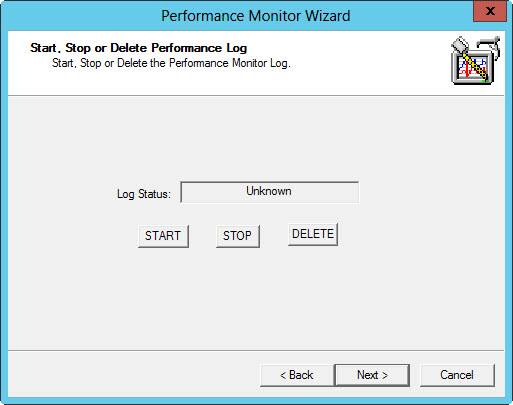 Performance Monitor Wizard
x
Start, Stop or Delete Performance Log
Start, Stop or Delete the Performance Monitor Log.
Log Status: Unknown
START STOP DELETE
< Back Next > Cancel